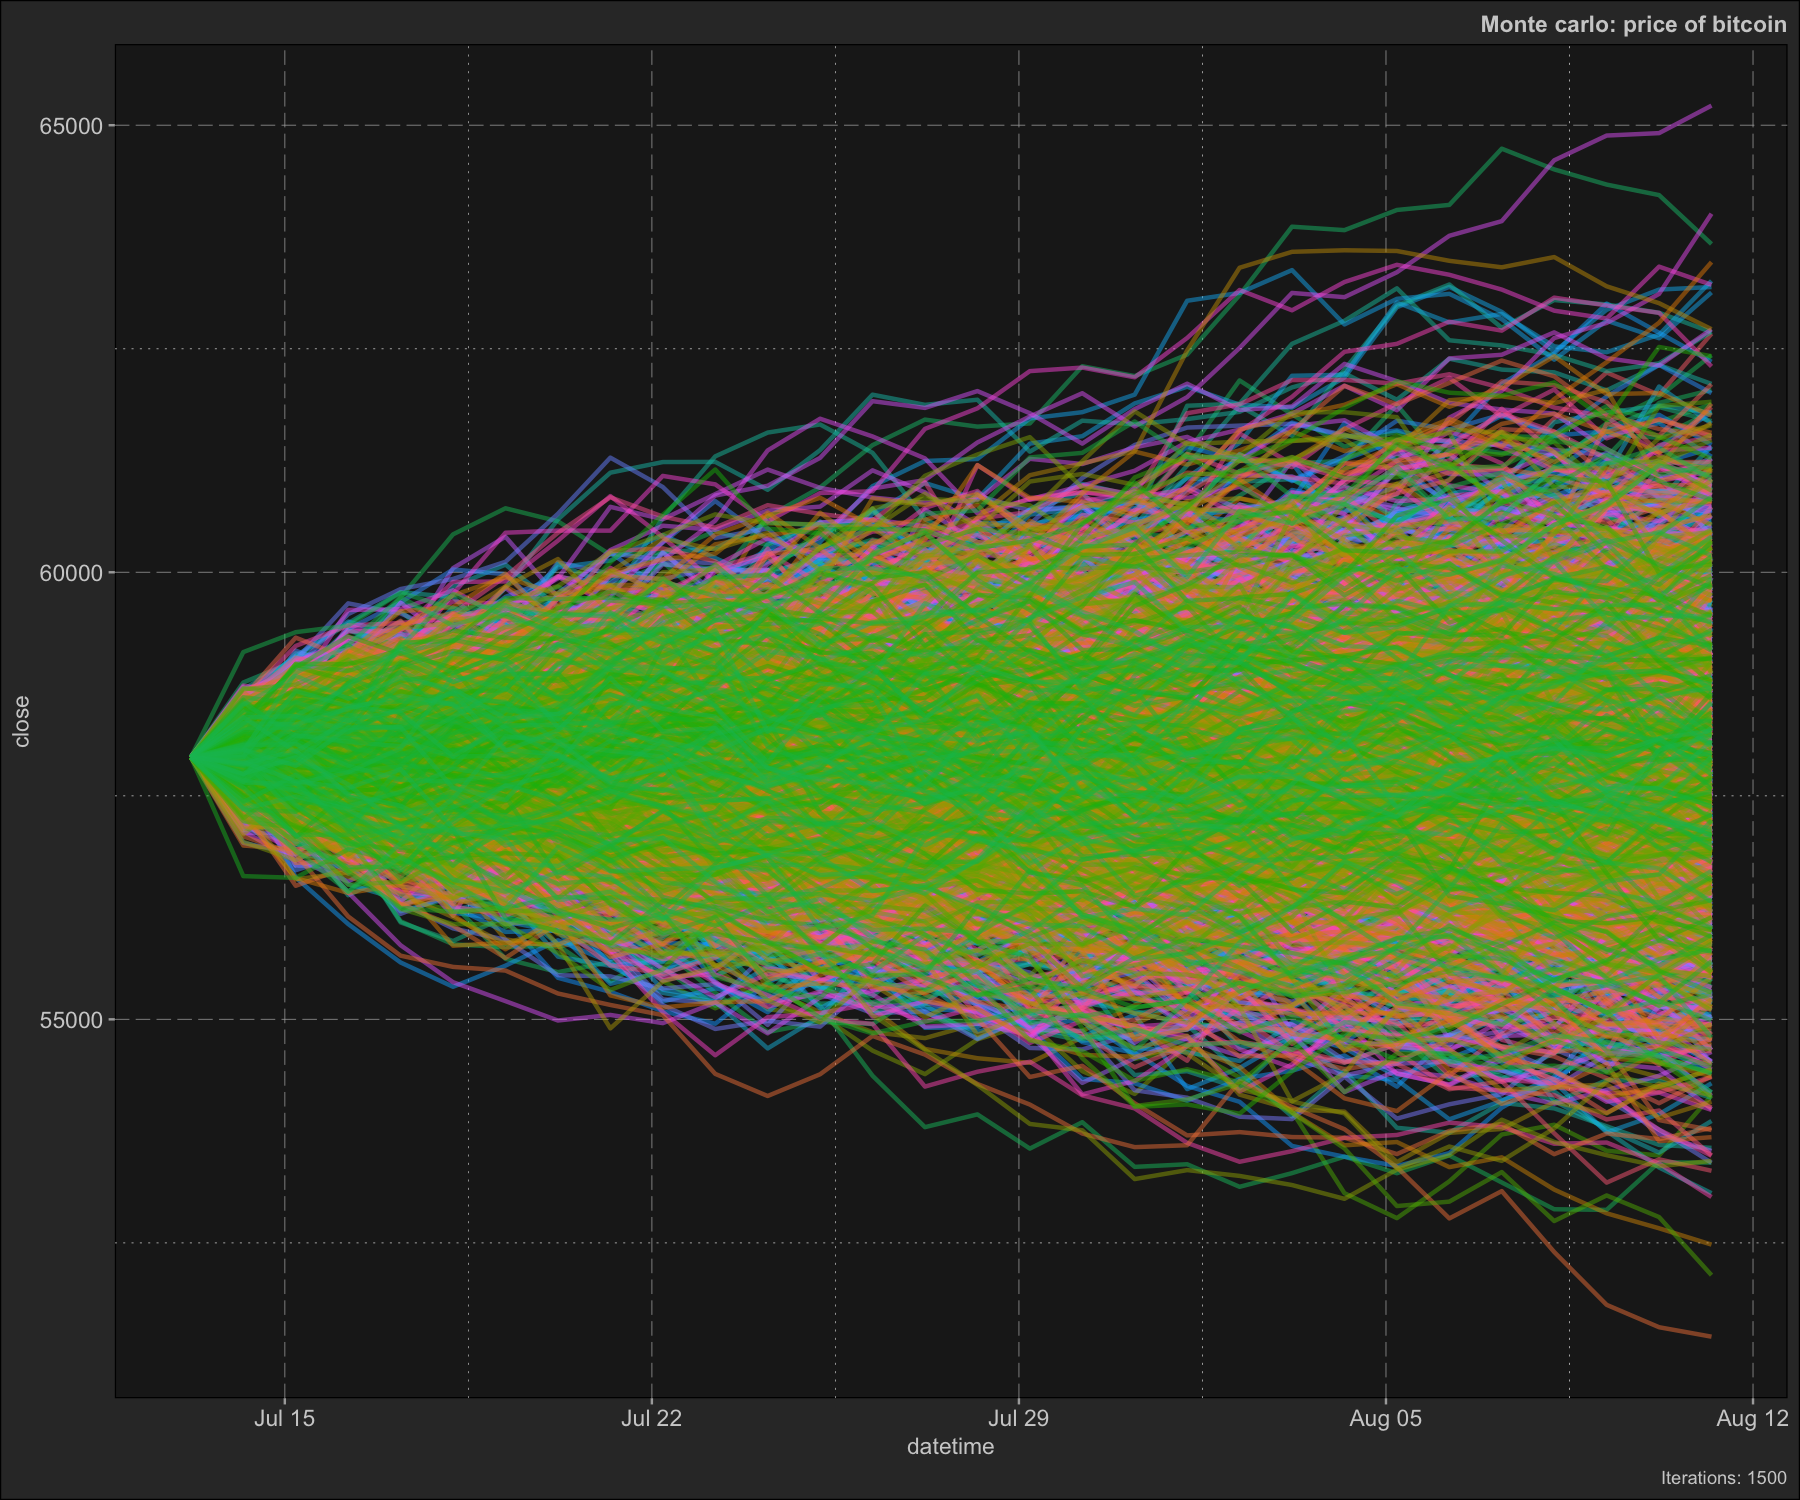 Monte carlo: price of bitcoin
65000
60000
55000
close
Jul 15
Jul 22
Jul 29
Aug 05
Aug 12
datetime
Iterations: 1500